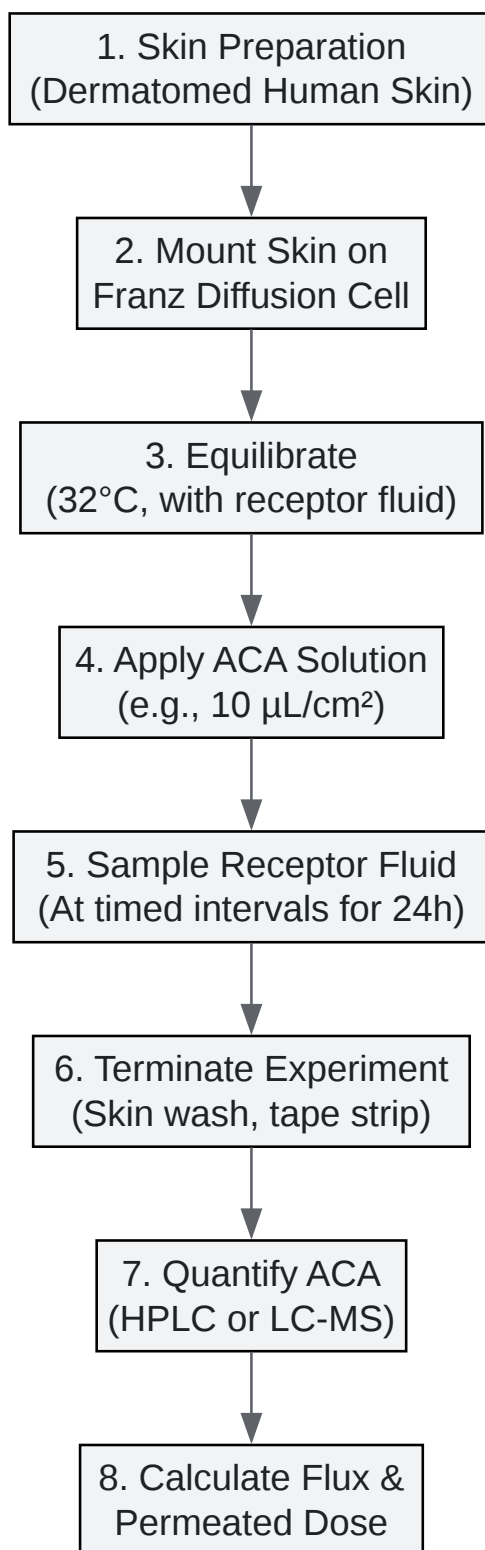 1. Skin Preparation
(Dermatomed Human Skin)
2. Mount Skin on
Franz Diffusion Cell
3. Equilibrate
(32°C, with receptor fluid)
4. Apply ACA Solution
(e.g., 10 µL/cm²)
5. Sample Receptor Fluid
(At timed intervals for 24h)
6. Terminate Experiment
(Skin wash, tape strip)
7. Quantify ACA
(HPLC or LC-MS)
8. Calculate Flux &
Permeated Dose